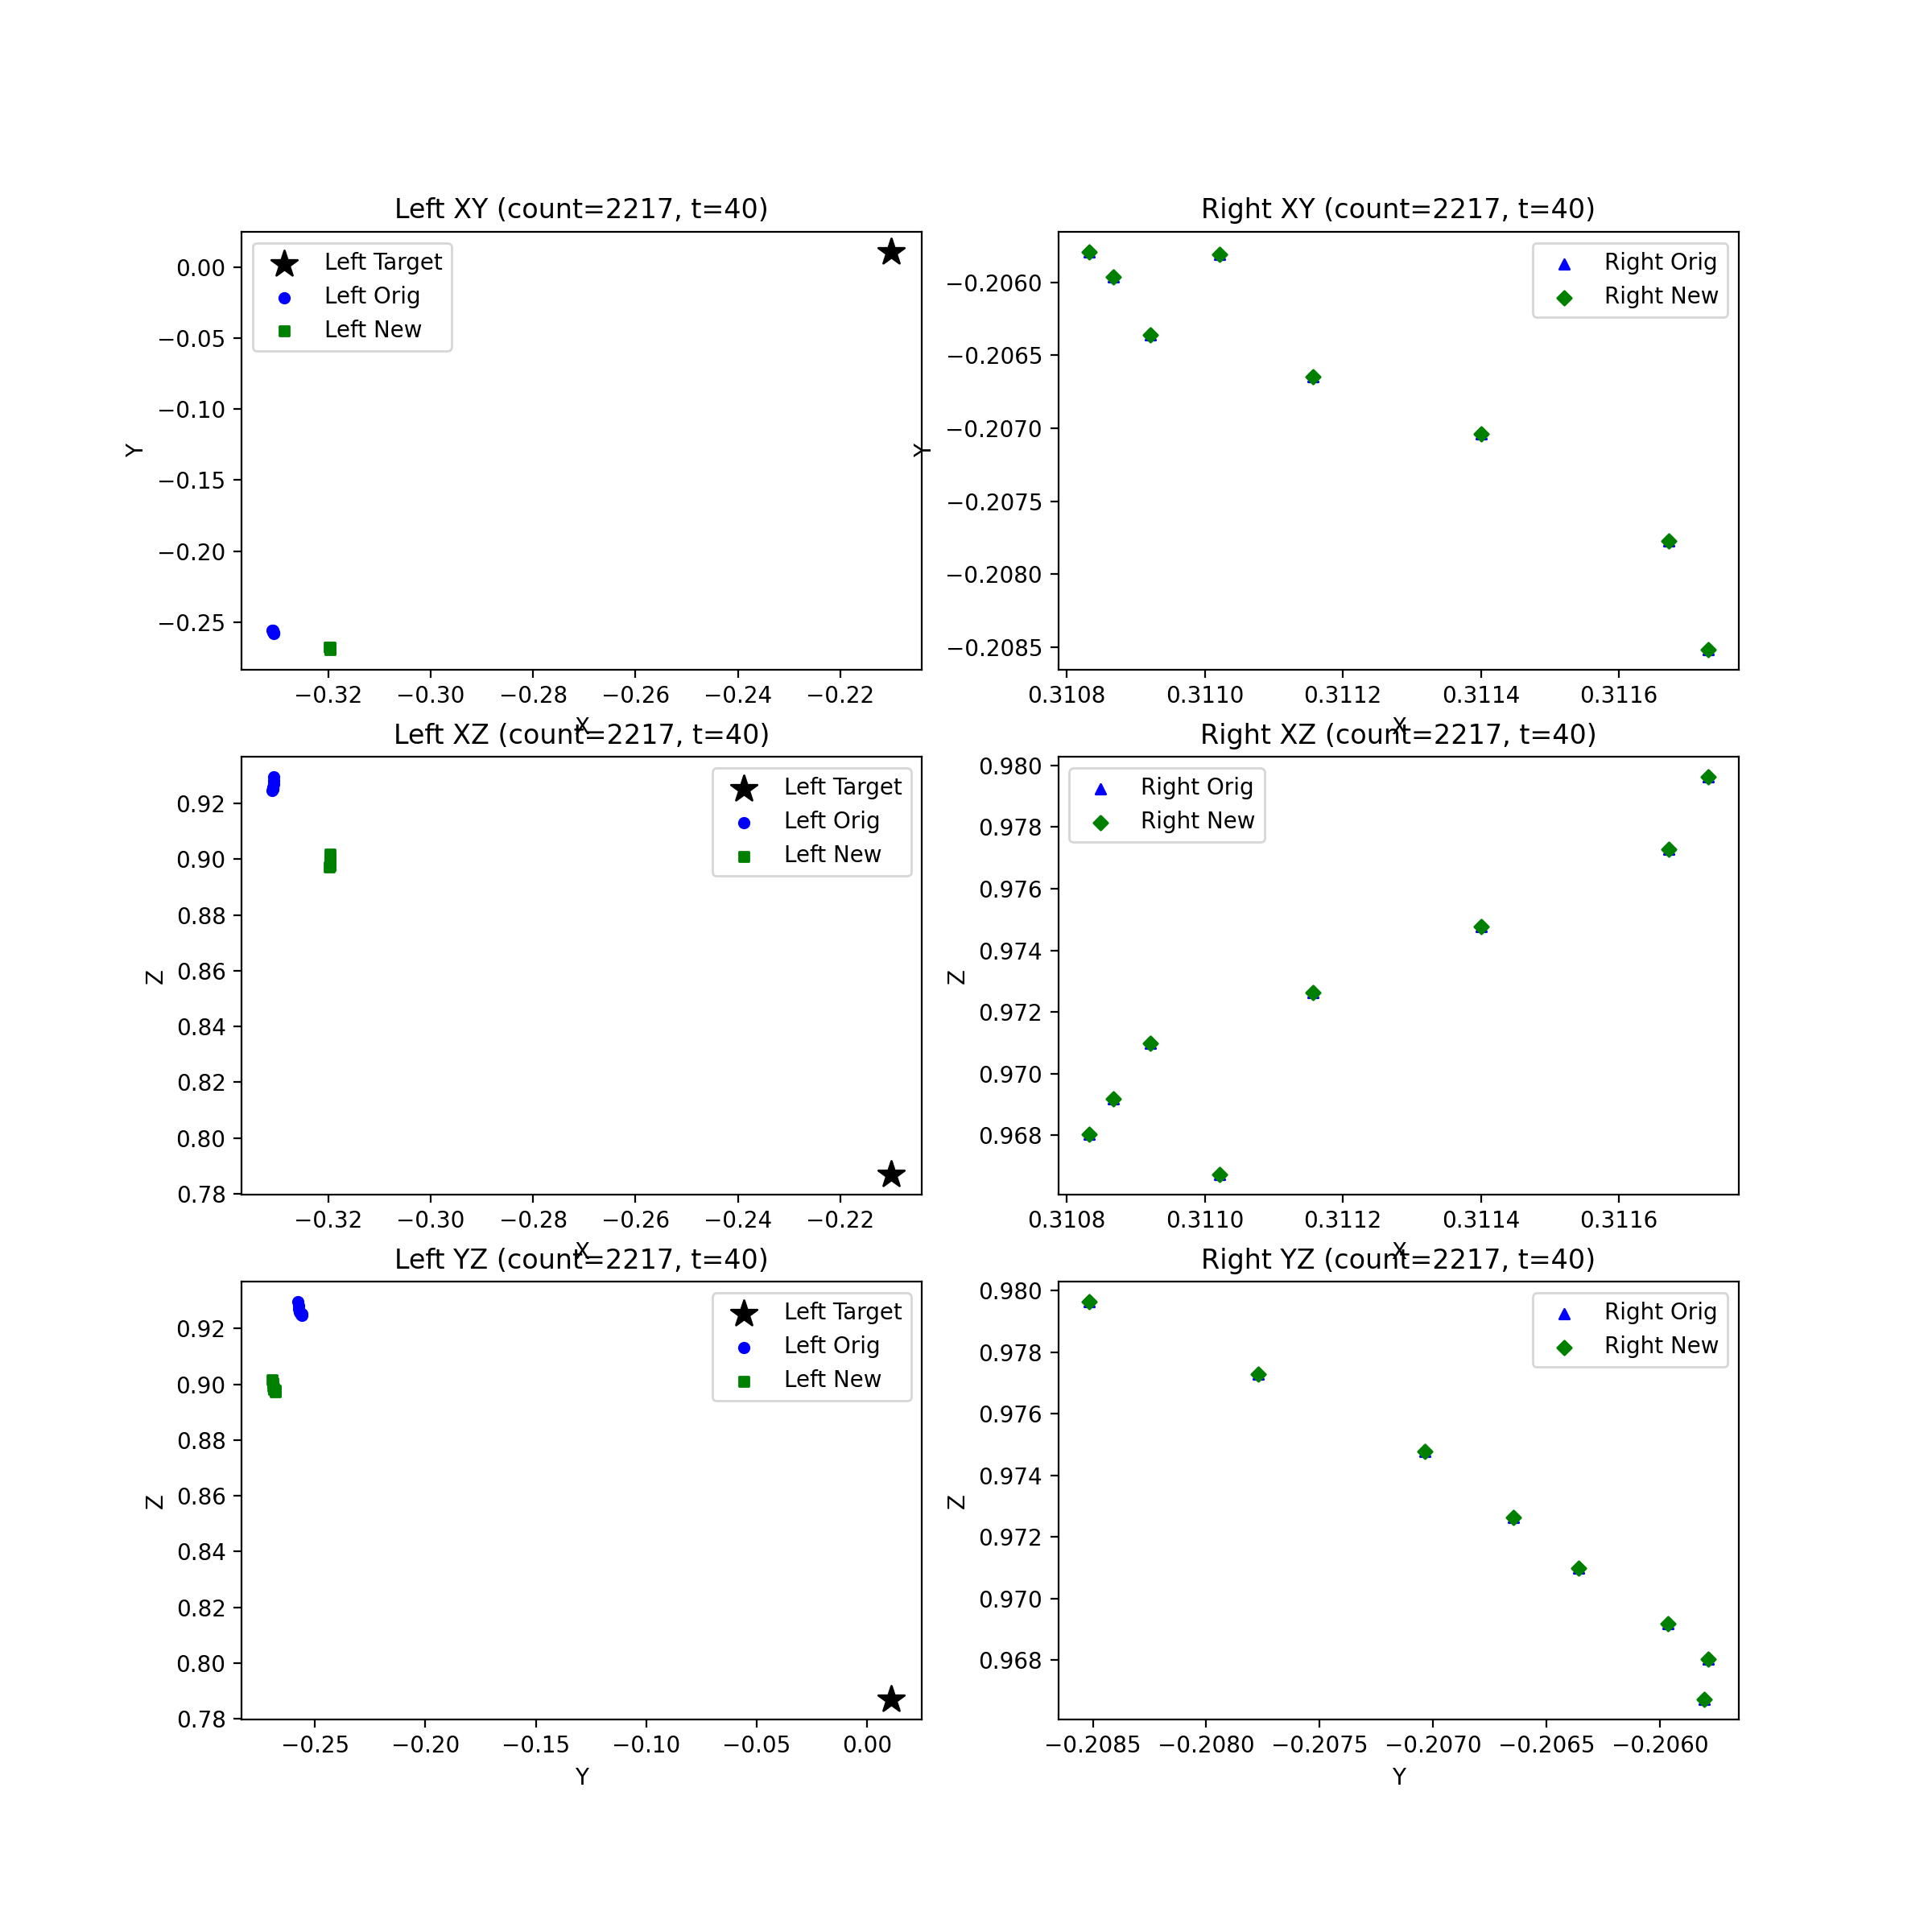 Left XY (count=2217, t=40)
Left Target
Left Orig
Left New
0.00
−0.05
−0.10
−0.15
−0.20
−0.25
Y
−0.32 −0.30 −0.28 −0.26 −0.24 −0.22
X
Right XY (count=2217, t=40)
Right Orig
Right New
−0.2060
−0.2065
−0.2070
−0.2075
−0.2080
−0.2085
Y
0.3108 0.3110 0.3112 0.3114 0.3116
X
Left XZ (count=2217, t=40)
Left Target
Left Orig
Left New
0.92
0.90
0.88
0.86
0.84
0.82
0.80
0.78
Z
−0.32 −0.30 −0.28 −0.26 −0.24 −0.22
X
Right XZ (count=2217, t=40)
Right Orig
Right New
0.980
0.978
0.976
0.974
0.972
0.970
0.968
Z
0.3108 0.3110 0.3112 0.3114 0.3116
X
Left YZ (count=2217, t=40)
Left Target
Left Orig
Left New
0.92
0.90
0.88
0.86
0.84
0.82
0.80
0.78
Z
−0.25 −0.20 −0.15 −0.10 −0.05 0.00
Y
Right YZ (count=2217, t=40)
Right Orig
Right New
0.980
0.978
0.976
0.974
0.972
0.970
0.968
Z
−0.2085 −0.2080 −0.2075 −0.2070 −0.2065 −0.2060
Y